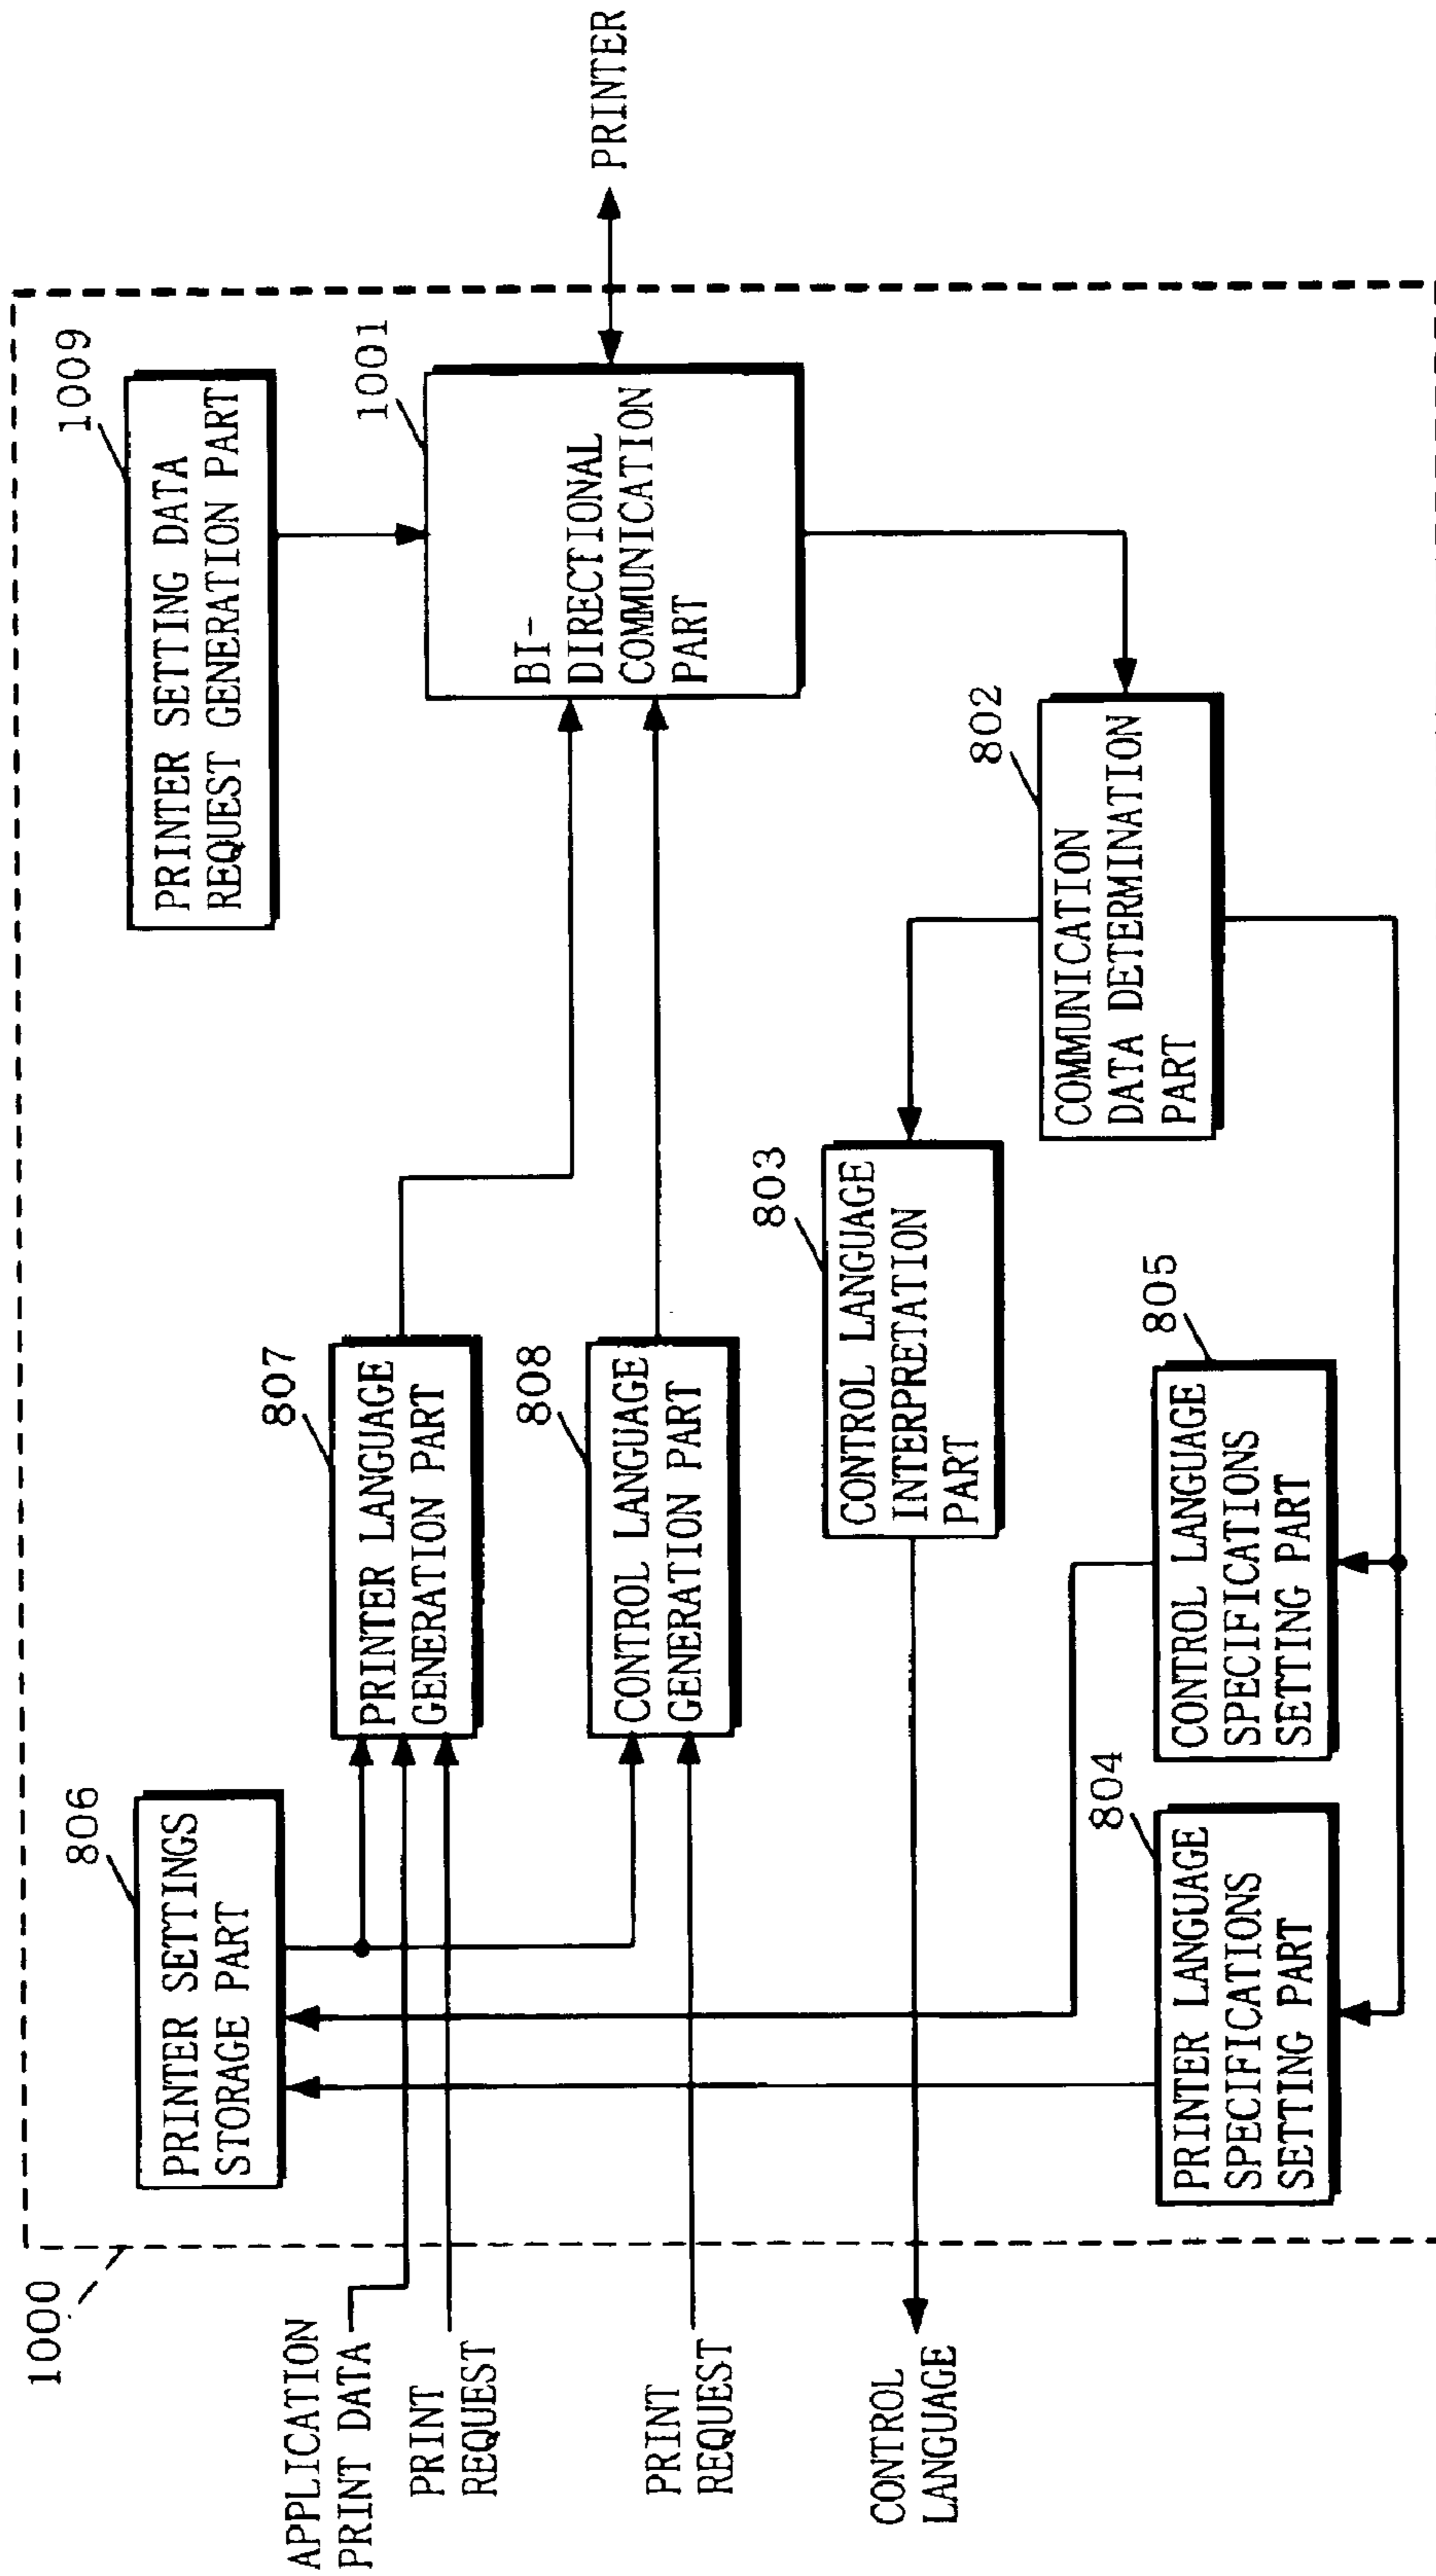 1000
APPLICATION
PRINT DATA
PRINT
REQUEST
PRINT
REQUEST
CONTROL
LANGUAGE
806
PRINTER SETTINGS
STORAGE PART
807
PRINTER LANGUAGE
GENERATION PART
808
CONTROL LANGUAGE
GENERATION PART
803
CONTROL LANGUAGE
INTERPRETATION
PART
804
PRINTER LANGUAGE
SPECIFICATIONS
SETTING PART
805
CONTROL LANGUAGE
SPECIFICATIONS
SETTING PART
802
COMMUNICATION
DATA DETERMINATION
PART
1009
PRINTER SETTING DATA
REQUEST GENERATION PART
1001
BI-
DIRECTIONAL
COMMUNICATION
PART
PRINTER